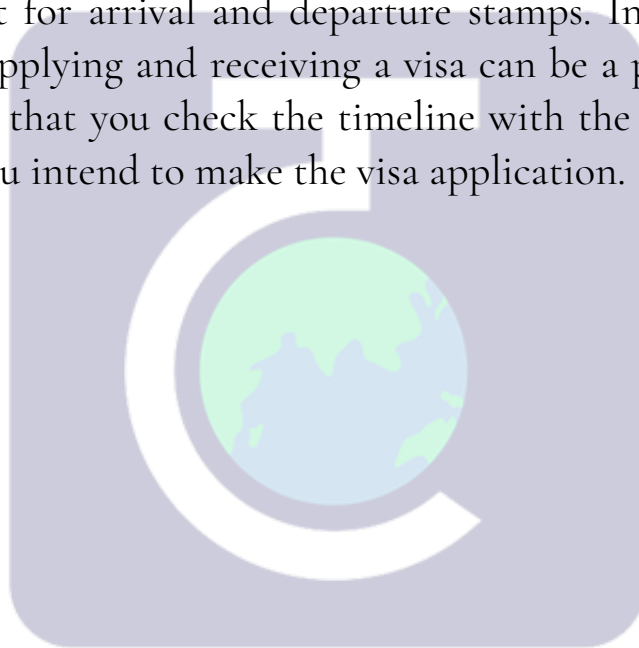 for arrival and departure stamps. In
and receiving a visa can be a
that you check the timeline with the
intend to make the visa application.